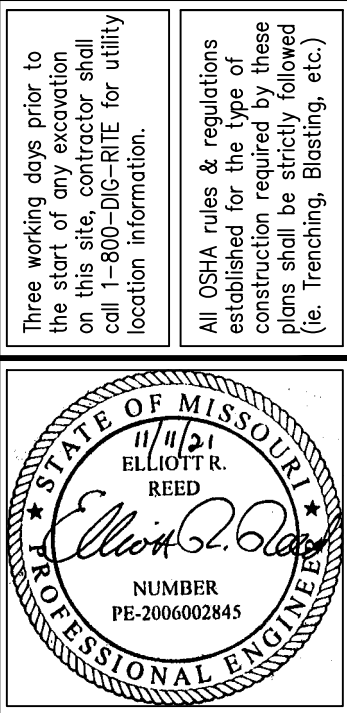 Three working days prior to
the start of any excavation
on this site, contractor shall
call 1-800-DIG-RITE for utility
location information.
All OSHA rules & regulations
established for the type of
construction required by these
plans shall be strictly followed
(ie. Trenching, Blasting, etc.)
STATE OF MISSOURI
11/11/21
ELLIOTT R.
REED
Elliott R. Reed
NUMBER
PE-2006002845
PROFESSIONAL ENGINEER